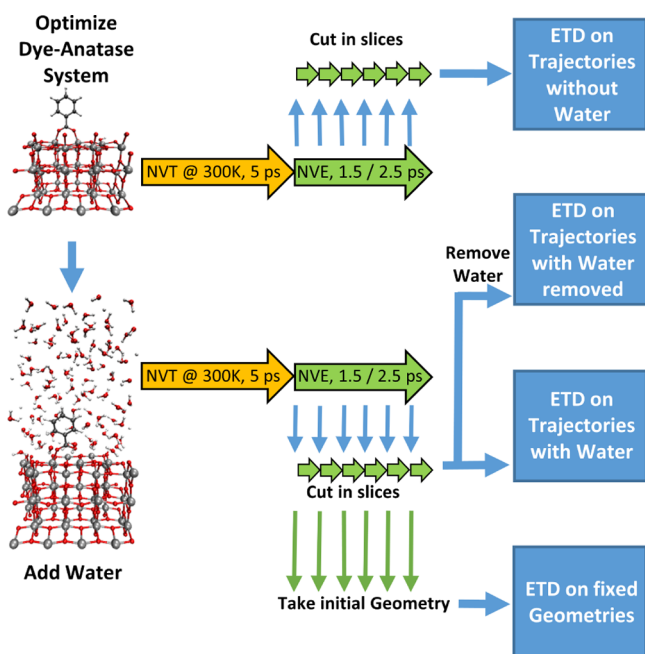 Optimize
Dye-Anatase
System
Cut in slices
ETD on
Trajectories
without
Water
NVT @ 300K, 5 ps
NVE, 1.5 / 2.5 ps
Remove
Water
ETD on
Trajectories
with Water
removed
NVT @ 300K, 5 ps
NVE, 1.5 / 2.5 ps
ETD on
Trajectories
with Water
Cut in slices
Add Water
Take initial Geometry
ETD on fixed
Geometries